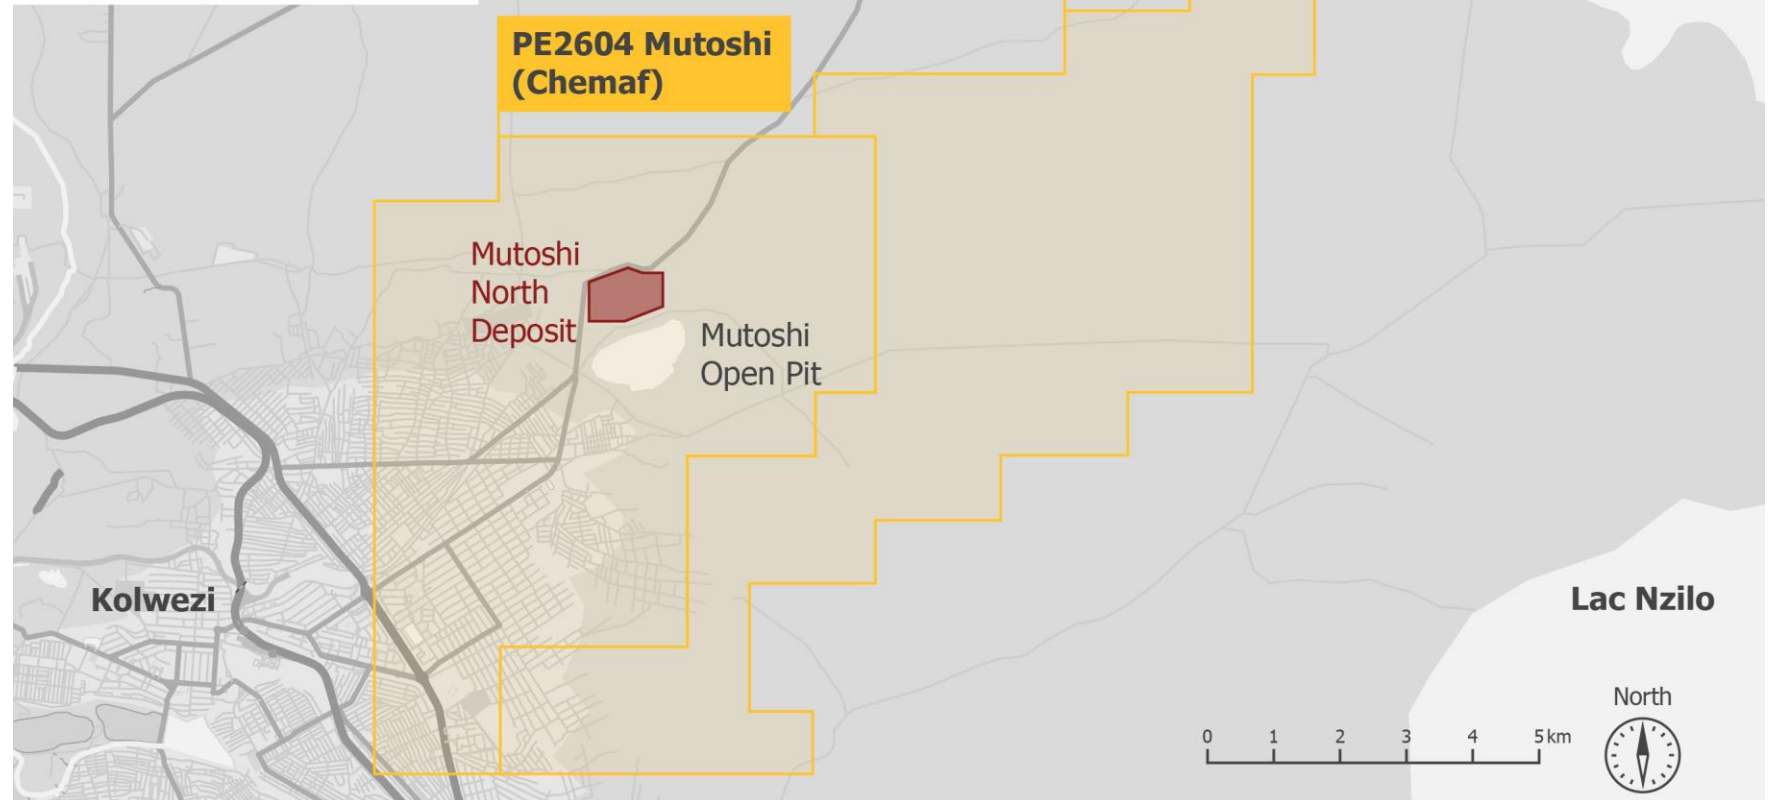 PE2604 Mutoshi
(Chemaf)
Mutoshi
North
Deposit
Mutoshi
Open Pit
Kolwezi
Lac Nzilo
North
0 1 2 3 4 5 km